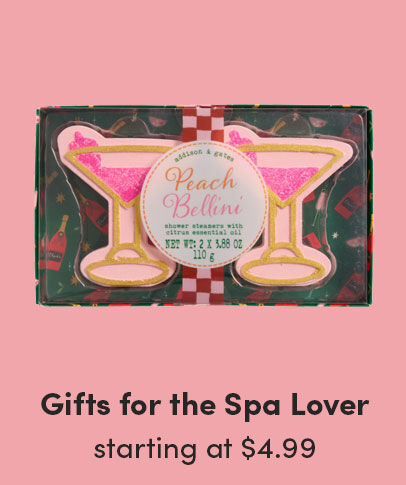 addison & gates
Peach
Bellini
shower steamers with
citrus essential oil
NET WT: 2 X 3.88 OZ
110 g
Gifts for the Spa Lover
starting at $4.99